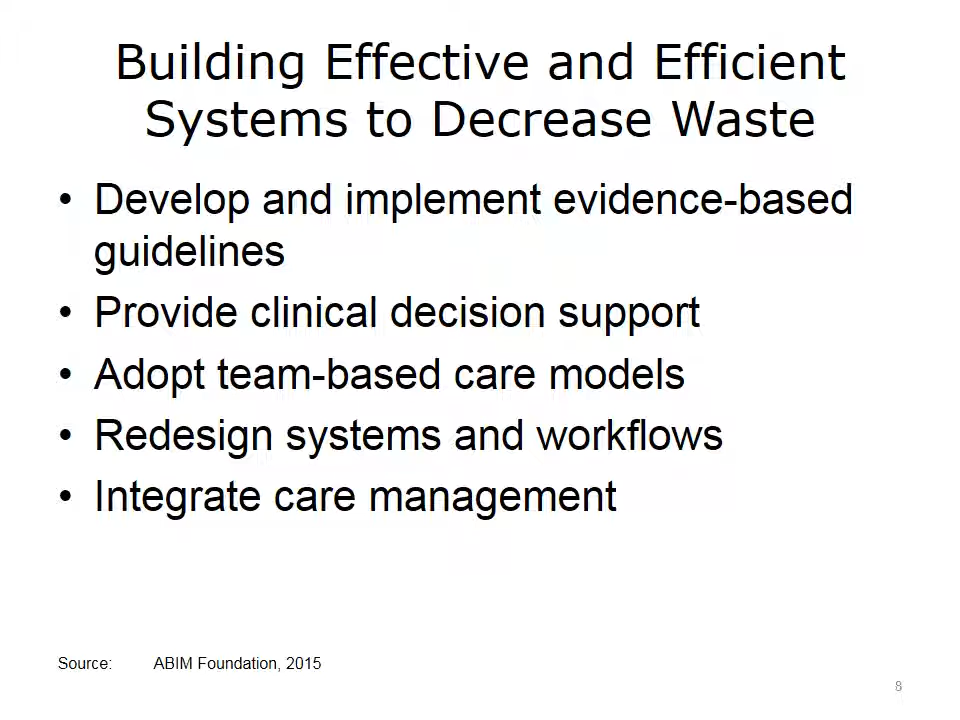 Building Effective and Efficient
Systems to Decrease Waste
• Develop and implement evidence-based
guidelines
• Provide clinical decision support
• Adopt team-based care models
• Redesign systems and workflows
• Integrate care management
Source: ABIM Foundation, 2015
8